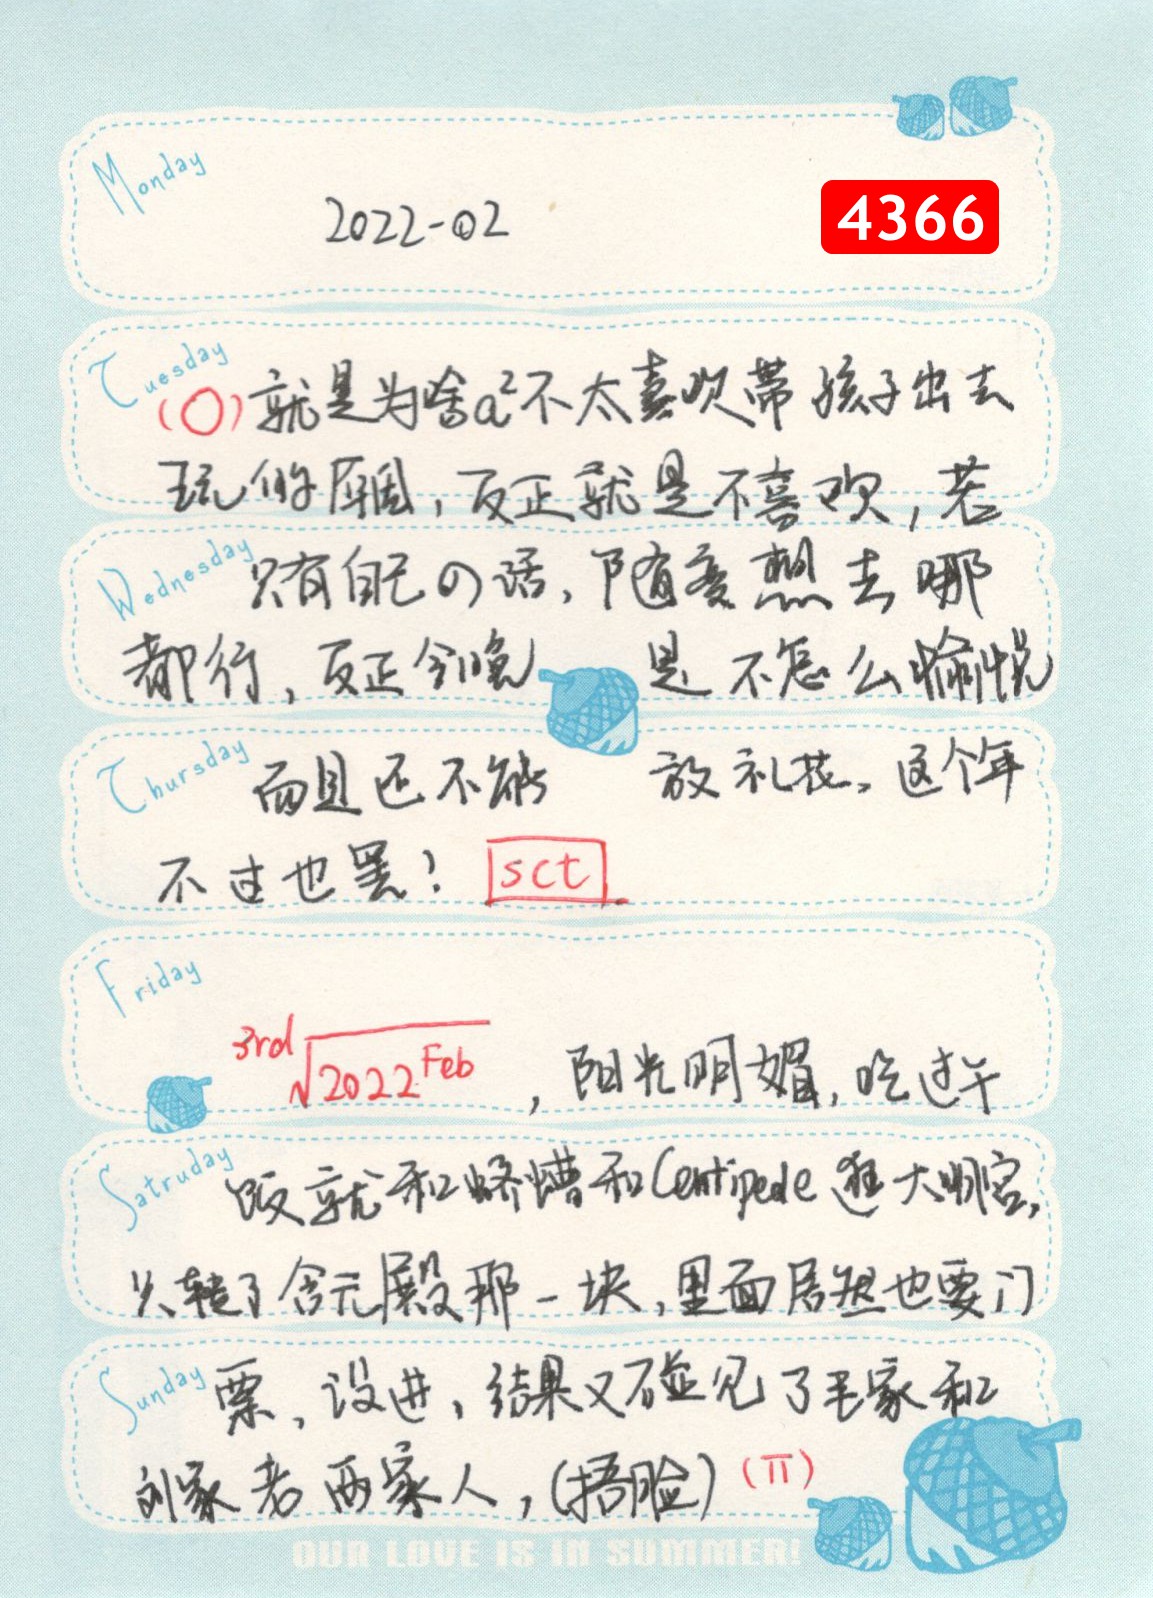 Monday
2022-02
4366
Tuesday
(〇)就是为啥a²不太喜欢带孩子出去
玩的原因,反正就是不喜欢,若
Wednesday
只有自己の话,随变想去哪
都行,反正今晚是不怎么愉悦
Thursday
而且还不能放礼花。这个年
不过也罢? sct
Friday
3rd√2022 Feb,阳光明媚,吃过午
Satruday
饭就和蛴螬和Centipede逛大明宫,
只转了含元殿那一块,里面居然也要门
Sunday
票,没进,结果又碰见了毛家和
刘家老两家人,(捂脸)(π)
OUR LOVE IS IN SUMMER!